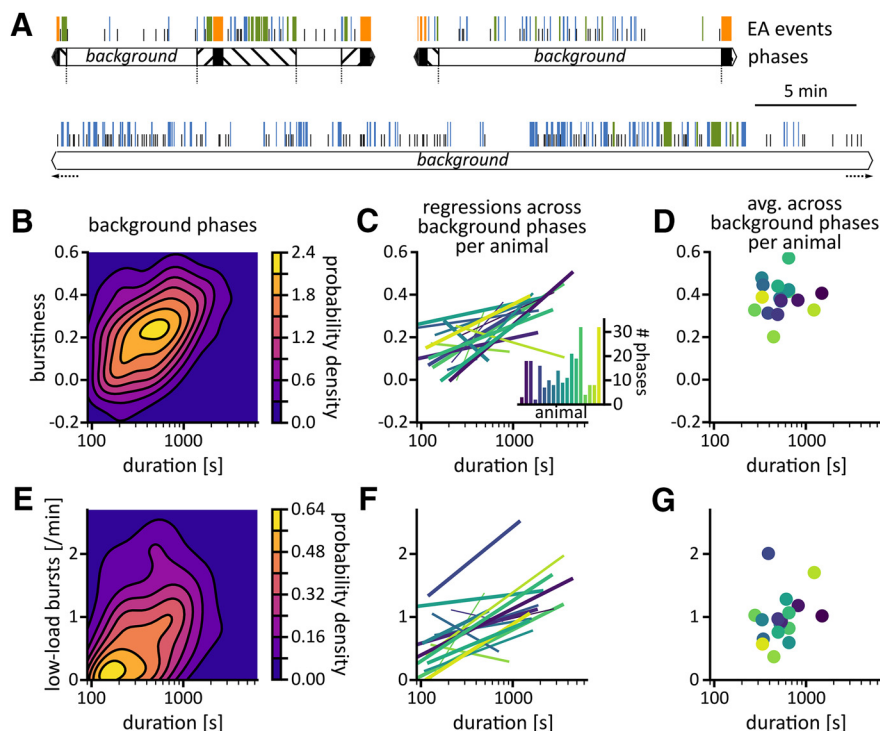 A
EA events
background
background
phases
5 min
background
B
background phases
0.6
0.4
0.2
0.0
-0.2
burstiness
100
1000
duration [s]
2.4
1.8
1.2
0.6
0.0
probability density
C
regressions across
background phases
per animal
0.6
0.4
0.2
0.0
-0.2
100
1000
duration [s]
30
20
10
0
# phases
animal
D
avg. across
background phases
per animal
0.6
0.4
0.2
0.0
-0.2
100
1000
duration [s]
E
low-load bursts [/min]
2
1
0
100
1000
duration [s]
0.64
0.48
0.32
0.16
0.00
probability density
F
2
1
0
100
1000
duration [s]
G
2
1
0
100
1000
duration [s]